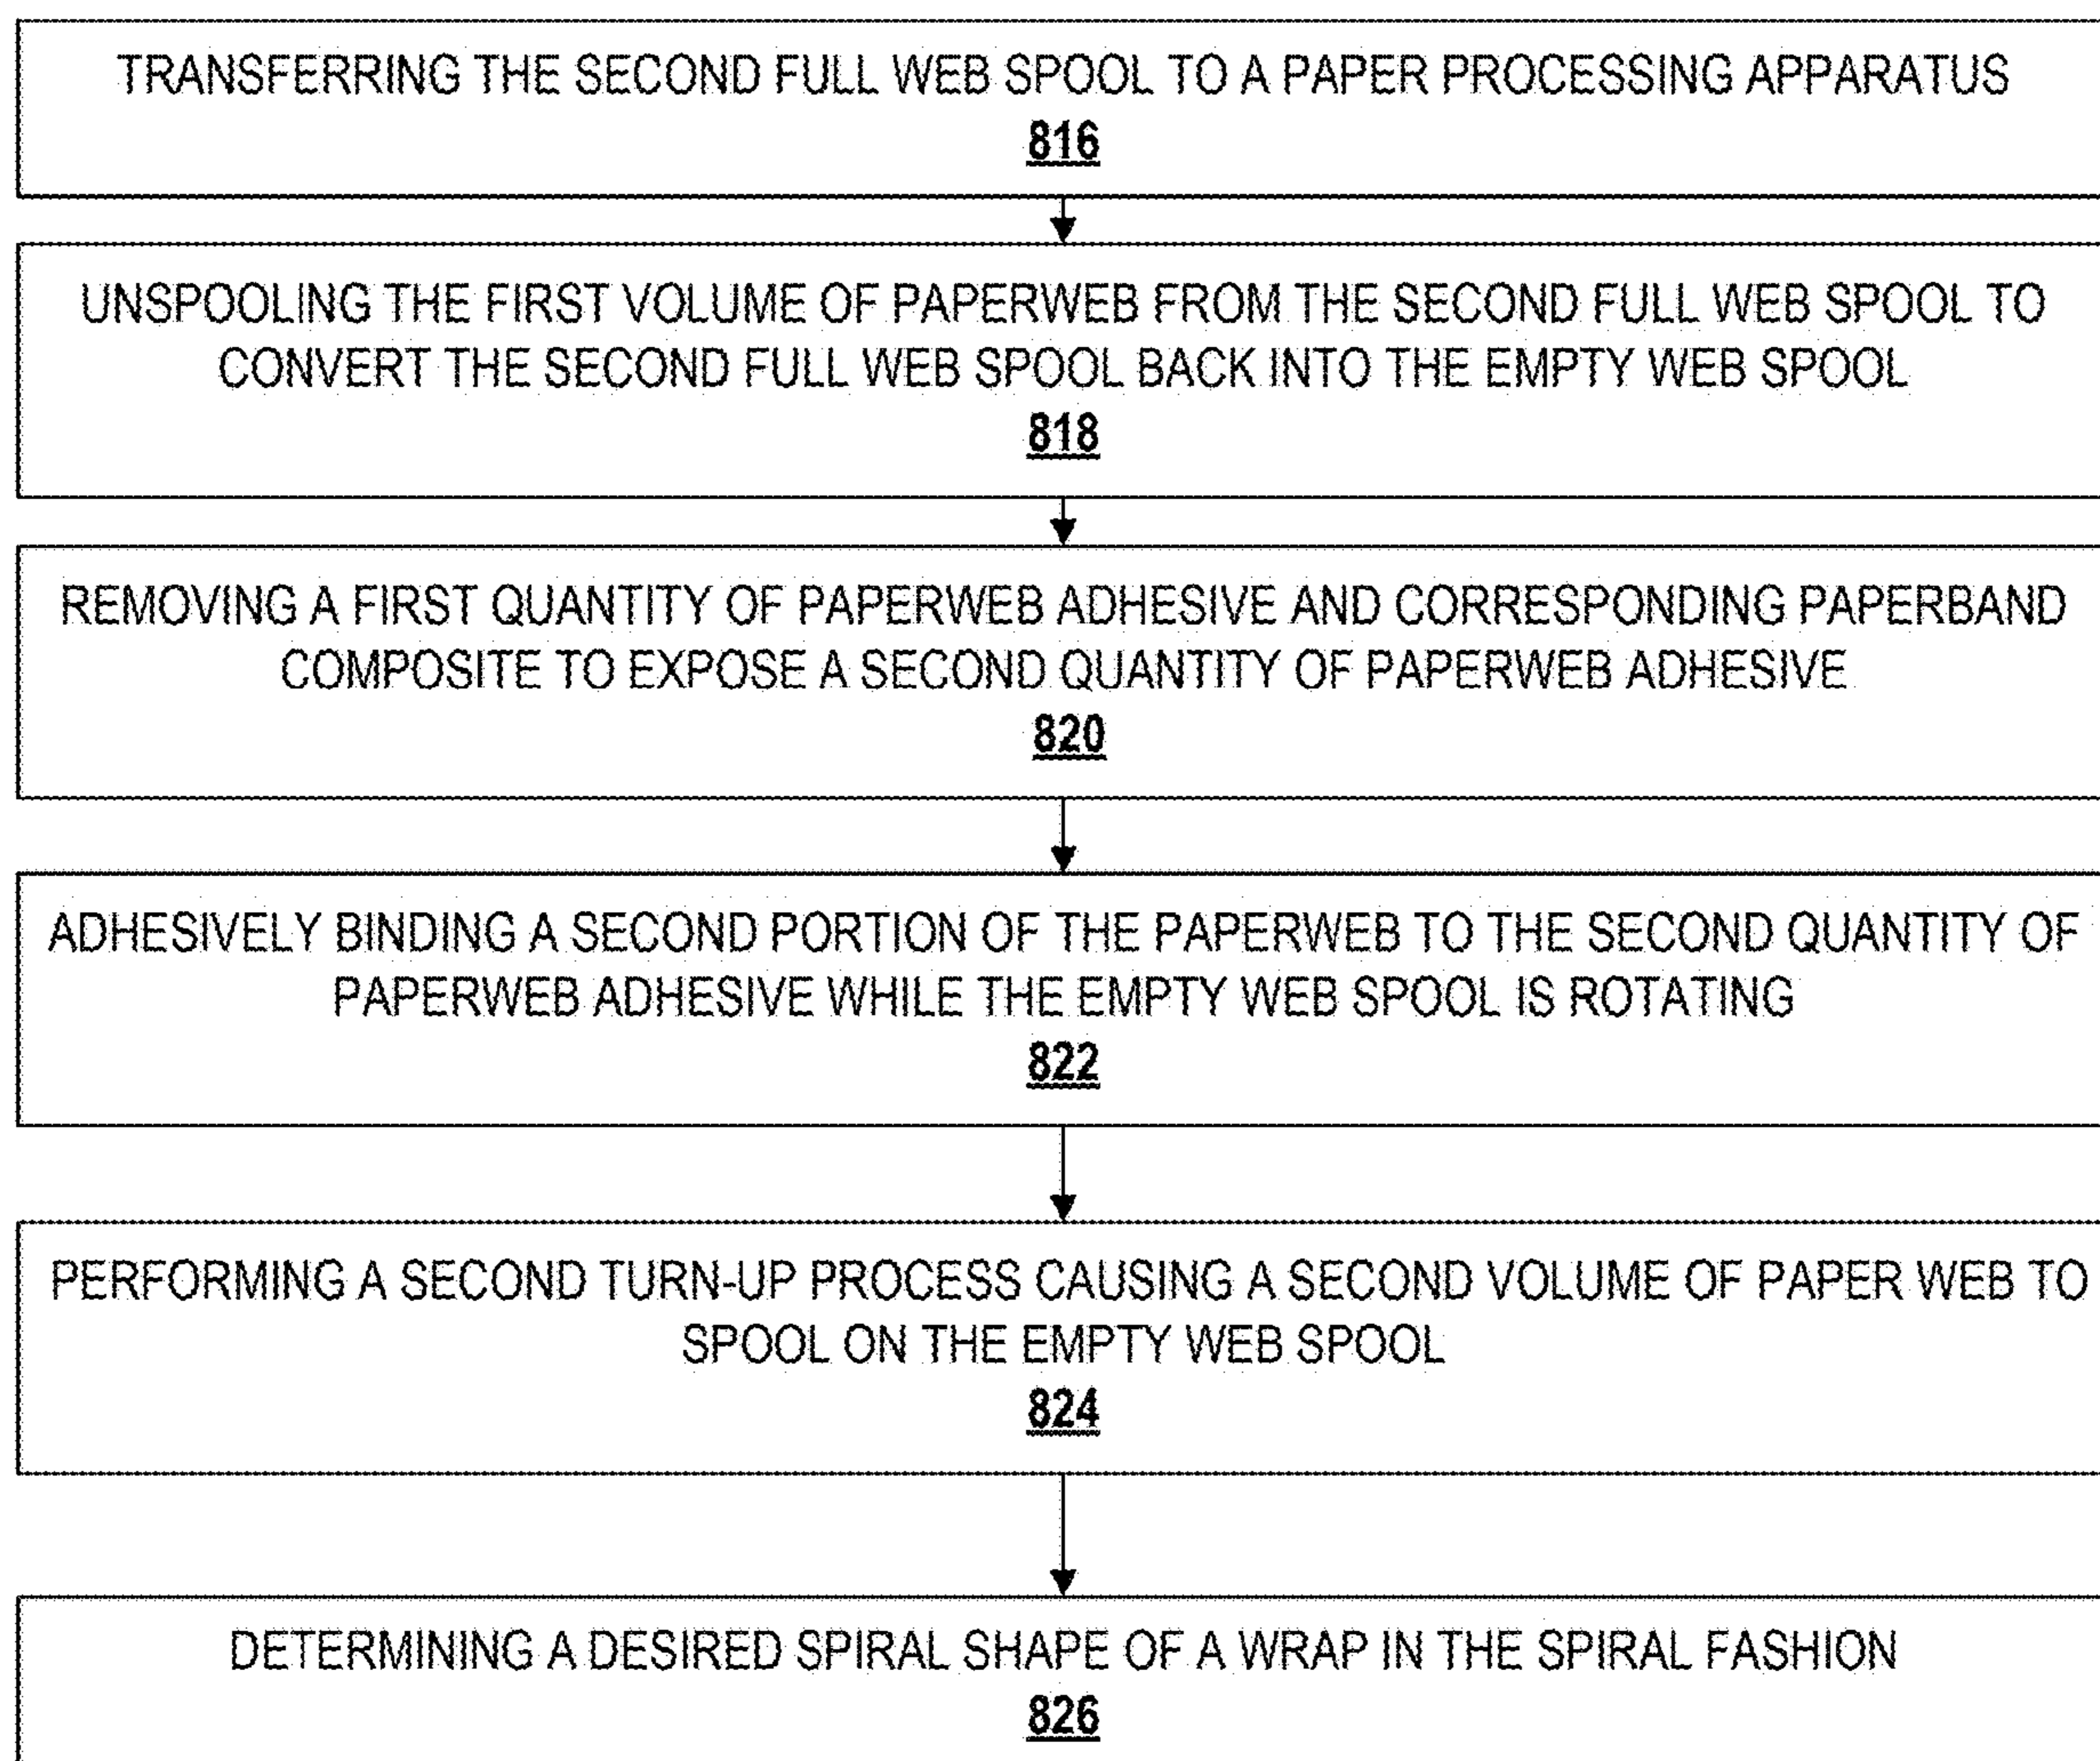 TRANSFERRING THE SECOND FULL WEB SPOOL TO A PAPER PROCESSING APPARATUS
816
UNSPOOLING THE FIRST VOLUME OF PAPERWEB FROM THE SECOND FULL WEB SPOOL TO
CONVERT THE SECOND FULL WEB SPOOL BACK INTO THE EMPTY WEB SPOOL
818
REMOVING A FIRST QUANTITY OF PAPERWEB ADHESIVE AND CORRESPONDING PAPERBAND
COMPOSITE TO EXPOSE A SECOND QUANTITY OF PAPERWEB ADHESIVE
820
ADHESIVELY BINDING A SECOND PORTION OF THE PAPERWEB TO THE SECOND QUANTITY OF
PAPERWEB ADHESIVE WHILE THE EMPTY WEB SPOOL IS ROTATING
822
PERFORMING A SECOND TURN-UP PROCESS CAUSING A SECOND VOLUME OF PAPER WEB TO
SPOOL ON THE EMPTY WEB SPOOL
824
DETERMINING A DESIRED SPIRAL SHAPE OF A WRAP IN THE SPIRAL FASHION
826